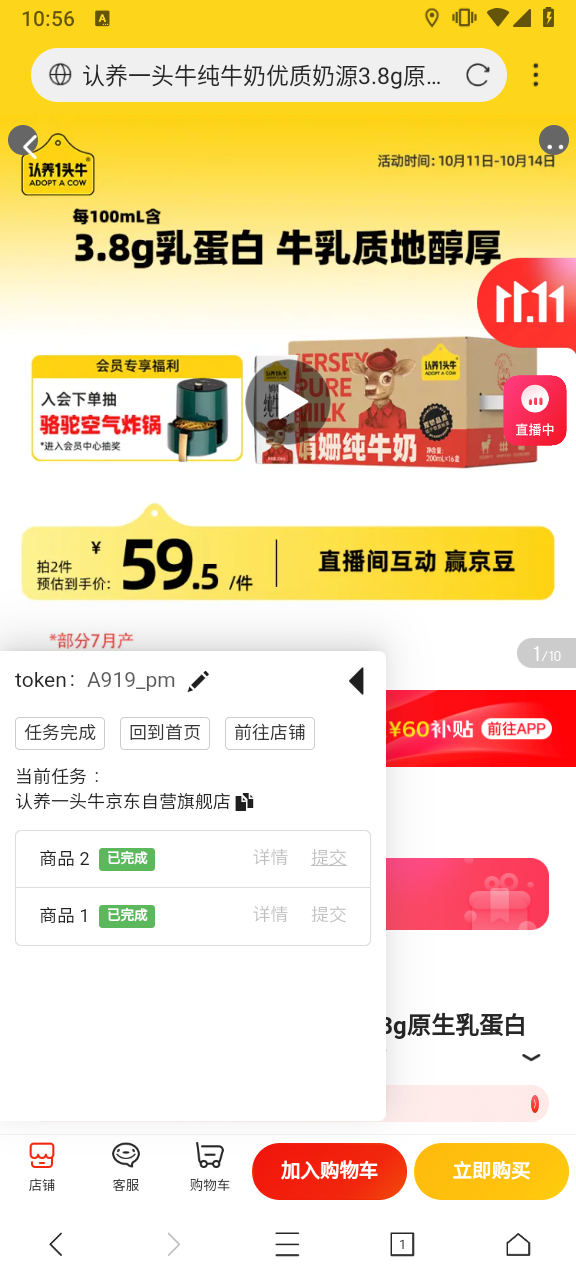 10:56
A
认养一头牛纯牛奶优质奶源3.8g原...
认养1头牛
ADOPT A COW
活动时间：10月11日-10月14日
每100mL含
3.8g乳蛋白 牛乳质地醇厚
11.11
会员专享福利
入会下单抽
骆驼空气炸锅
*进入会员中心抽奖
JERSEY
PURE
MILK
认养1头牛
娟姗纯牛奶
200mL×16盒
直播中
拍2件
预估到手价:
¥
59.5 /件
直播间互动 赢京豆
*部分7月产
1/10
token： A919_pm
任务完成
回到首页
前往店铺
¥60补贴 前往APP
当前任务：
认养一头牛京东自营旗舰店
商品 2 已完成 详情 提交
商品 1 已完成 详情 提交
3g原生乳蛋白
店铺
客服
购物车
加入购物车
立即购买
1